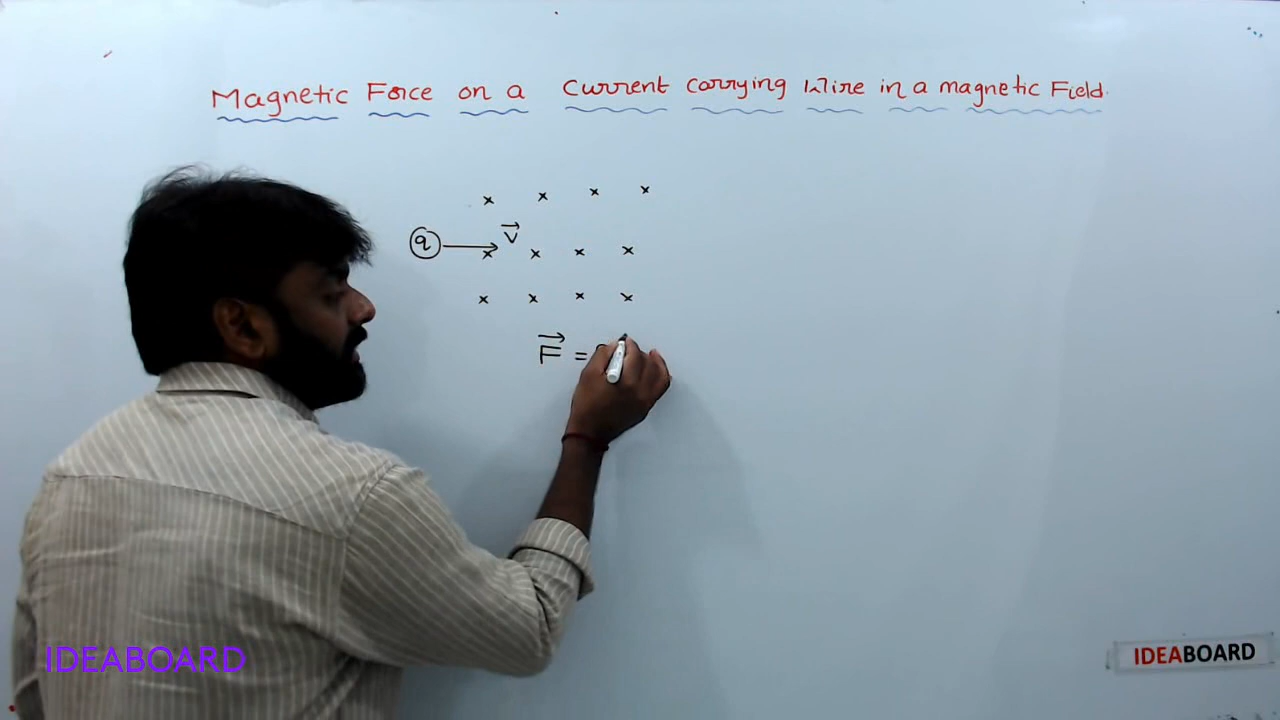 Magnetic Force on a Current Carrying Wire in a magnetic Field.
x x x x
q → v⃗
x x x x
x x x x
F⃗ =
IDEABOARD
IDEABOARD